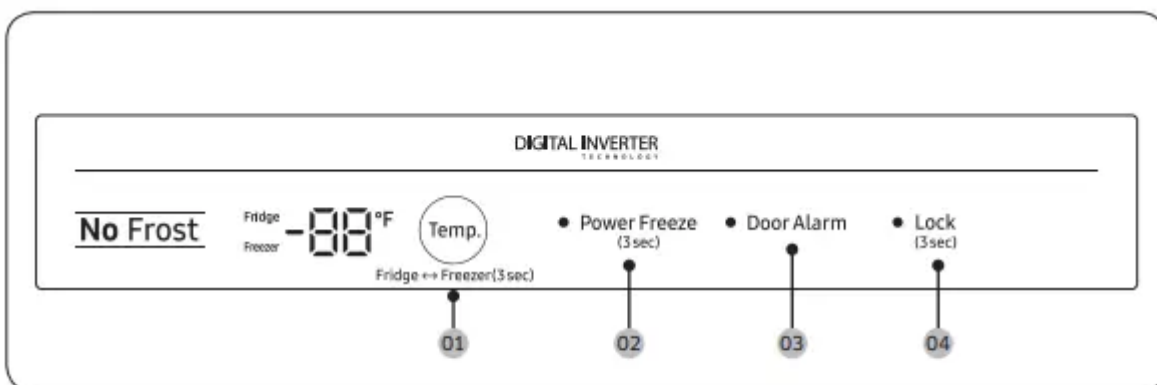 DIGITAL INVERTER
TECHNOLOGY
No Frost
Fridge
Freezer
-88°F
Temp.
Fridge ↔ Freezer(3sec)
Power Freeze
(3sec)
Door Alarm
Lock
(3sec)
01
02
03
04